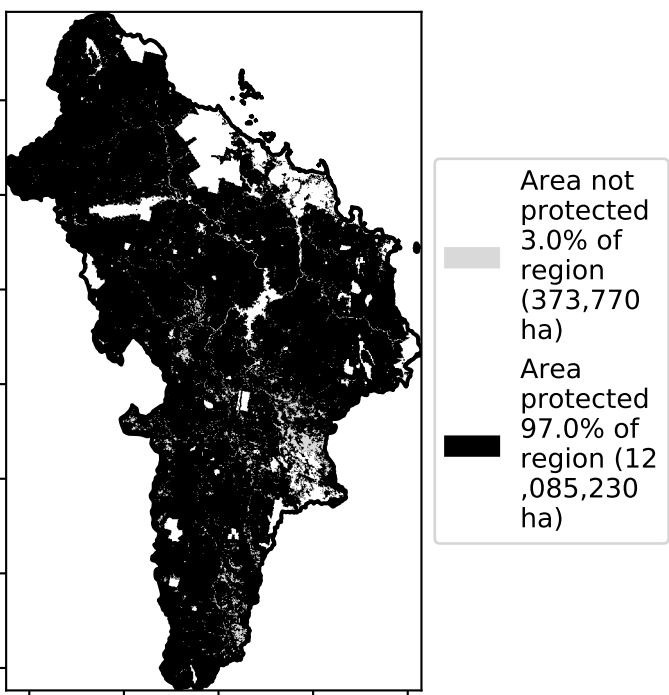 Area not
protected
3.0% of
region
(373,770
ha)
Area
protected
97.0% of
region (12
,085,230
ha)